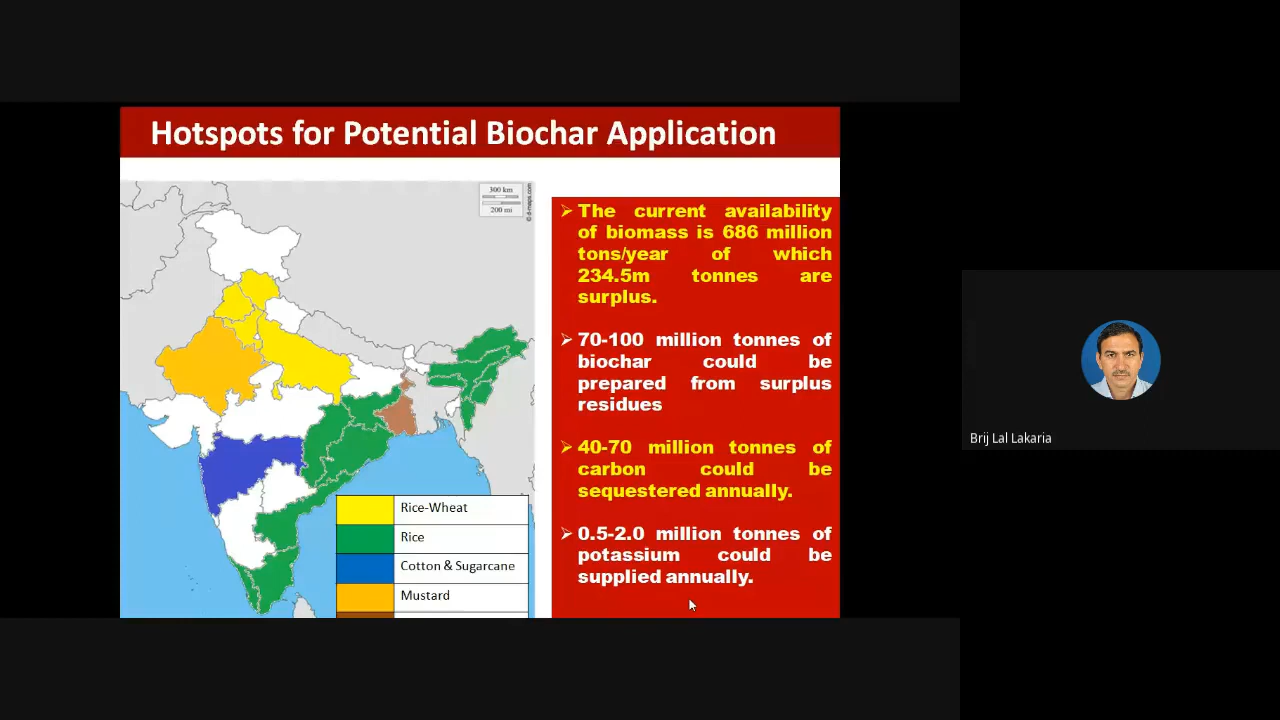 Hotspots for Potential Biochar Application
300 km
200 mi
© d-maps.com
➢ The current availability
of biomass is 686 million
tons/year of which
234.5m tonnes are
surplus.
➢ 70-100 million tonnes of
biochar could be
prepared from surplus
residues
➢ 40-70 million tonnes of
carbon could be
sequestered annually.
➢ 0.5-2.0 million tonnes of
potassium could be
supplied annually.
Rice-Wheat
Rice
Cotton & Sugarcane
Mustard
Brij Lal Lakaria